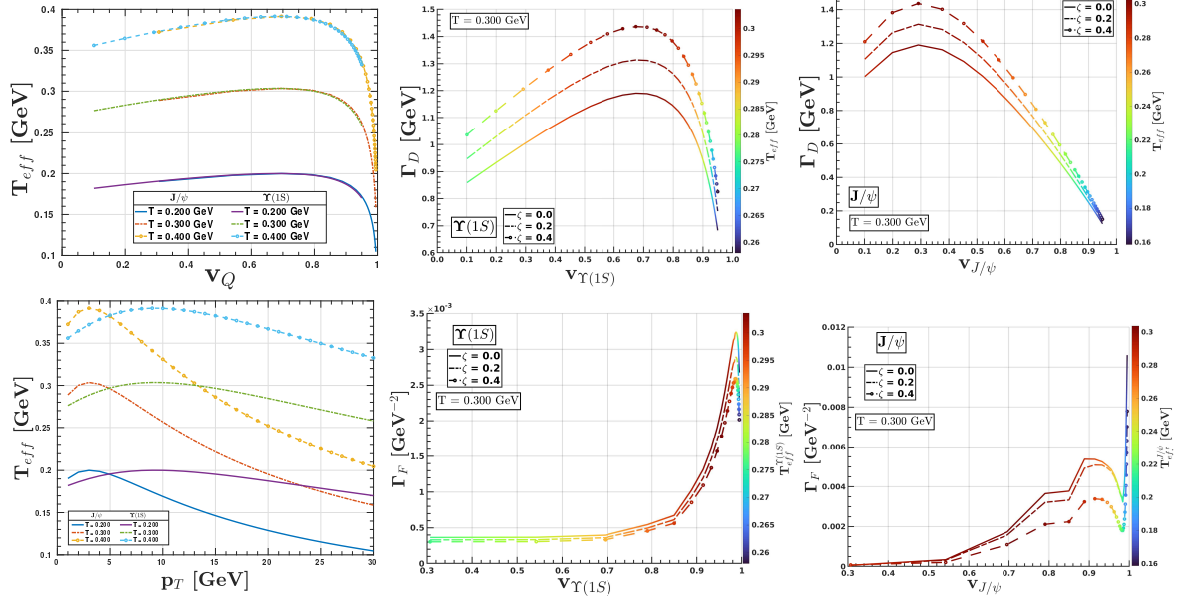 0.4
0.35
0.3
0.25
0.2
0.15
0.1
T_eff [GeV]
J/ψ ϒ(1S)
T = 0.200 GeV T = 0.200 GeV
T = 0.300 GeV T = 0.300 GeV
T = 0.400 GeV T = 0.400 GeV
0 0.2 0.4 0.6 0.8 1
v_Q
1.5
1.4
1.3
1.2
1.1
1
0.9
0.8
0.7
0.6
Γ_D [GeV]
T = 0.300 GeV
ϒ(1S)
ζ = 0.0
ζ = 0.2
ζ = 0.4
0.0 0.1 0.2 0.3 0.4 0.5 0.6 0.7 0.8 0.9 1.0
v_ϒ(1S)
0.3
0.295
0.29
0.285
0.28
0.275
0.27
0.265
0.26
T_eff [GeV]
1.4
1.2
1
0.8
0.6
0.4
0.2
0
Γ_D [GeV]
ζ = 0.0
ζ = 0.2
ζ = 0.4
J/ψ
T = 0.300 GeV
0.0 0.1 0.2 0.3 0.4 0.5 0.6 0.7 0.8 0.9 1.0
v_J/ψ
0.3
0.28
0.26
0.24
0.22
0.2
0.18
0.16
T_eff [GeV]
0.4
0.3
0.2
0.1
T_eff [GeV]
J/ψ ϒ(1S)
T = 0.200 T = 0.200
T = 0.300 T = 0.300
T = 0.400 T = 0.400
0 5 10 15 20 25 30
p_T [GeV]
×10⁻³
3.5
3
2.5
2
1.5
1
0.5
0
Γ_F [GeV⁻²]
ϒ(1S)
ζ = 0.0
ζ = 0.2
ζ = 0.4
T = 0.300 GeV
0.3 0.4 0.5 0.6 0.7 0.8 0.9 1
v_ϒ(1S)
0.3
0.295
0.29
0.285
0.28
0.275
0.27
0.265
0.26
T_eff^ϒ(1S) [GeV]
0.012
0.010
0.008
0.006
0.004
0.002
0
Γ_F [GeV⁻²]
J/ψ
ζ = 0.0
ζ = 0.2
ζ = 0.4
T = 0.300 GeV
0.3 0.4 0.5 0.6 0.7 0.8 0.9 1
v_J/ψ
0.3
0.28
0.26
0.24
0.22
0.2
0.18
0.16
T_eff^J/ψ [GeV]